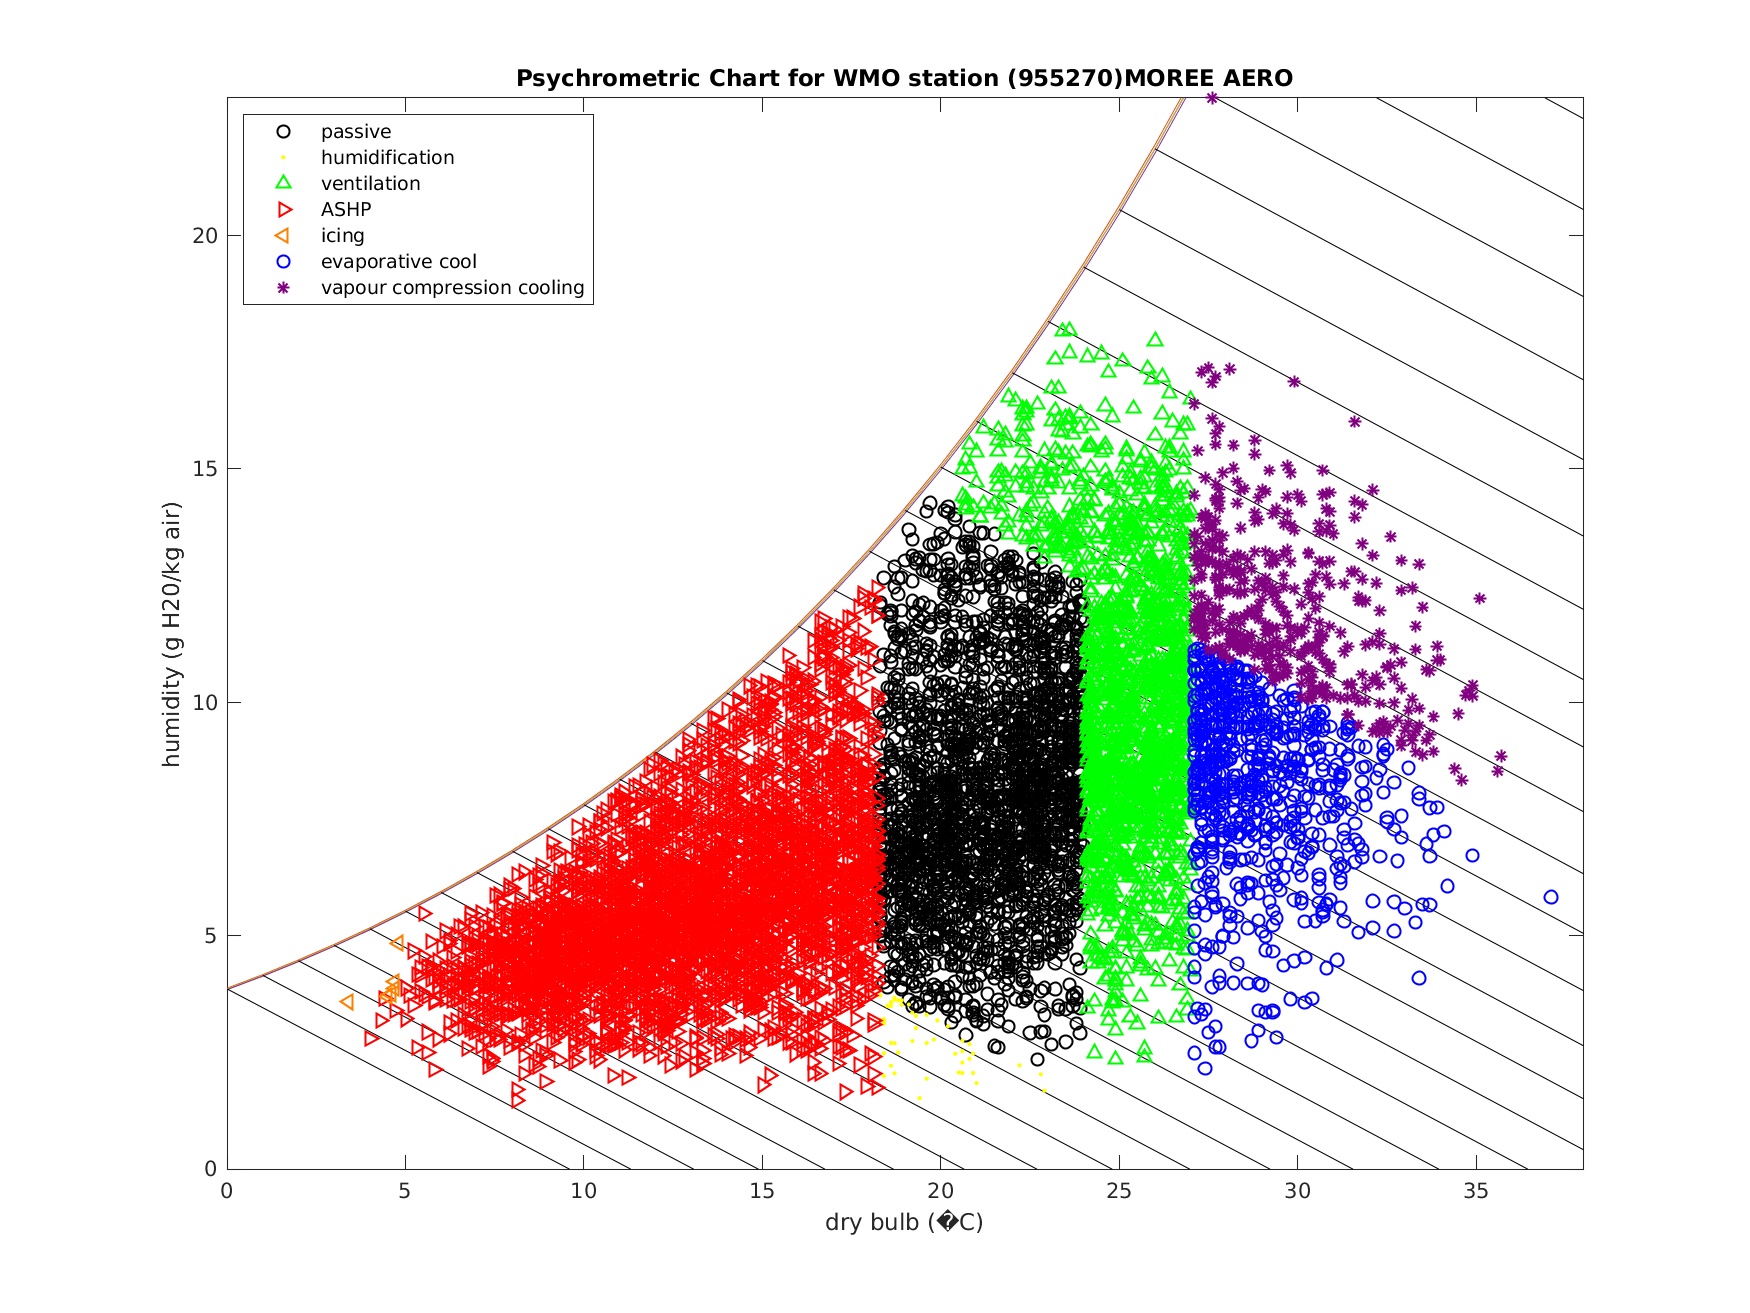 Psychrometric Chart for WMO station (955270)MOREE AERO
passive
humidification
ventilation
ASHP
icing
evaporative cool
vapour compression cooling
20
15
10
5
0
humidity (g H20/kg air)
0 5 10 15 20 25 30 35
dry bulb (�C)